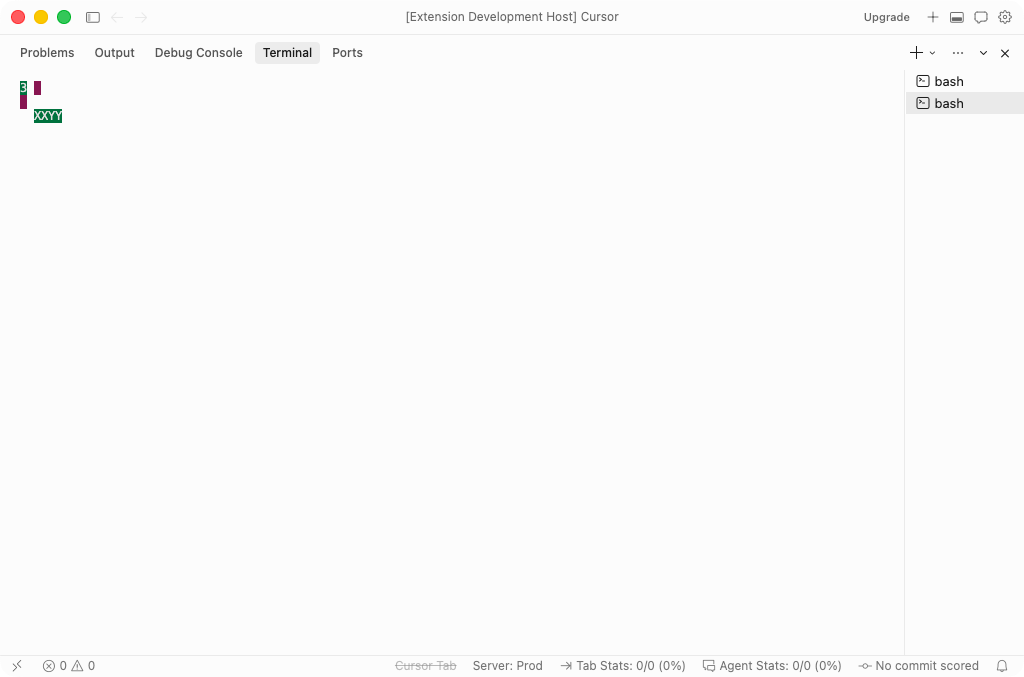 [Extension Development Host] Cursor
Upgrade
Problems Output Debug Console Terminal Ports
3
XXYY
bash
bash
0 0 Cursor Tab Server: Prod Tab Stats: 0/0 (0%) Agent Stats: 0/0 (0%) No commit scored